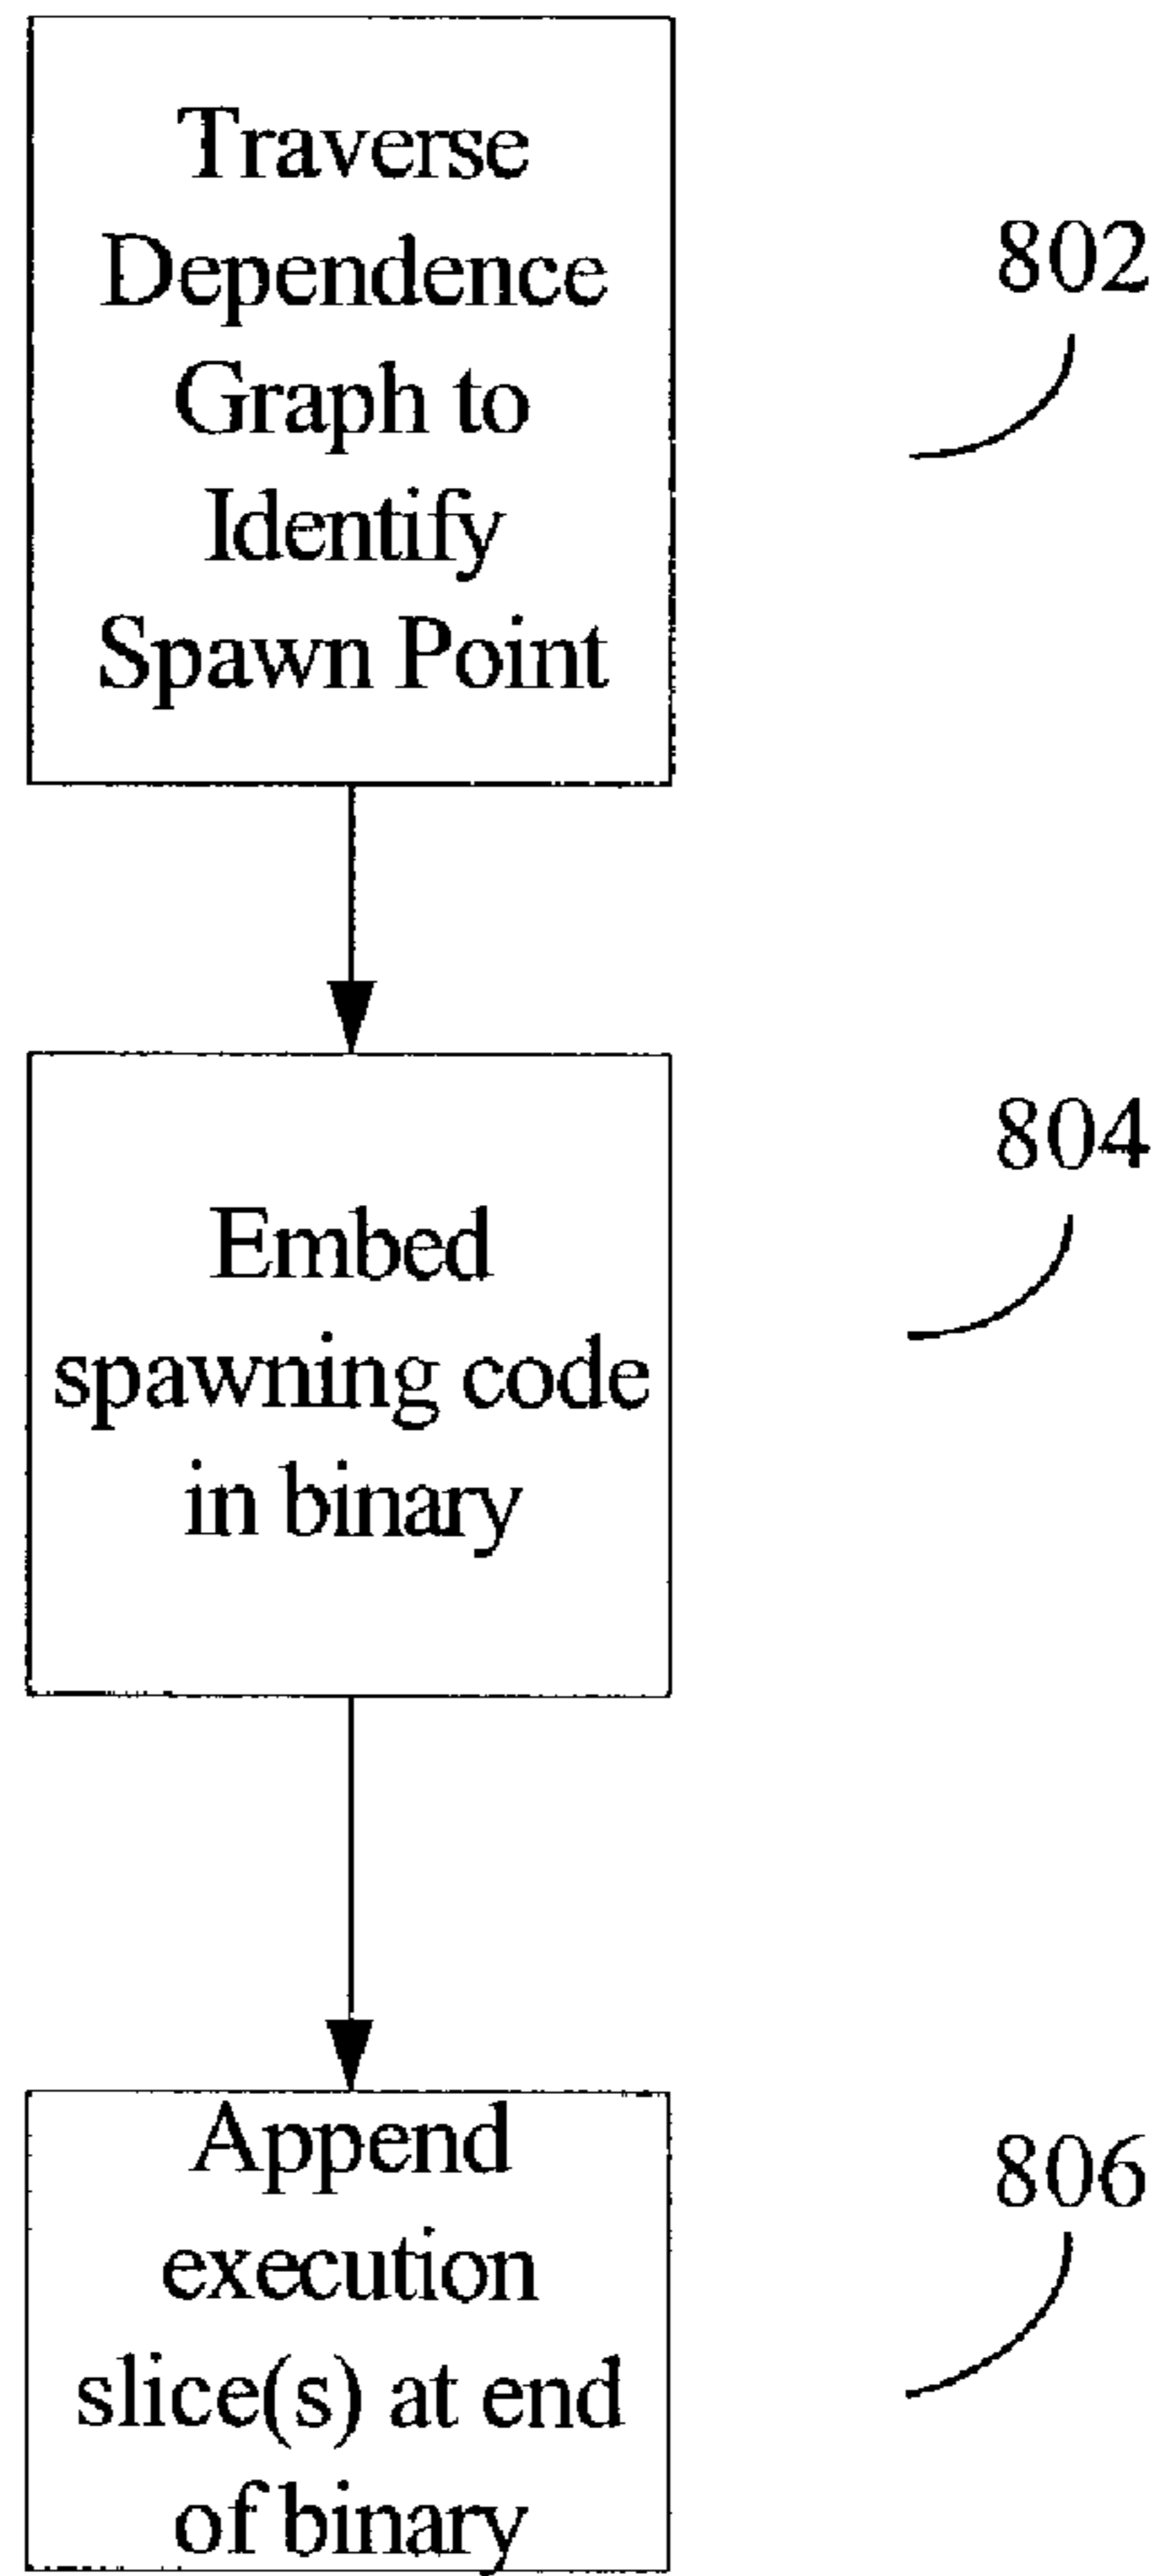 Traverse
Dependence
Graph to
Identify
Spawn Point
802
Embed
spawning code
in binary
804
Append
execution
slice(s) at end
of binary
806